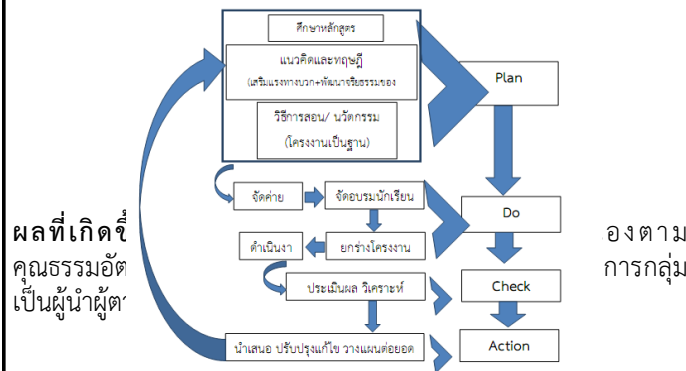 ศึกษาหลักสูตร
แนวคิดและทฤษฎี
(เสริมแรงทางบวก+พัฒนาจริยธรรมของ
วิธีการสอน/ นวัตกรรม
(โครงงานเป็นฐาน)
Plan
จัดค่าย
จัดอบรมนักเรียน
Do
ดำเนินงา
ยกร่างโครงงาน
ประเมินผล วิเคราะห์
Check
นำเสนอ ปรับปรุงแก้ไข วางแผนต่อยอด
Action
ผลที่เกิดขึ้ องตาม
คุณธรรมอัต การกลุ่ม
เป็นผู้นำผู้ต